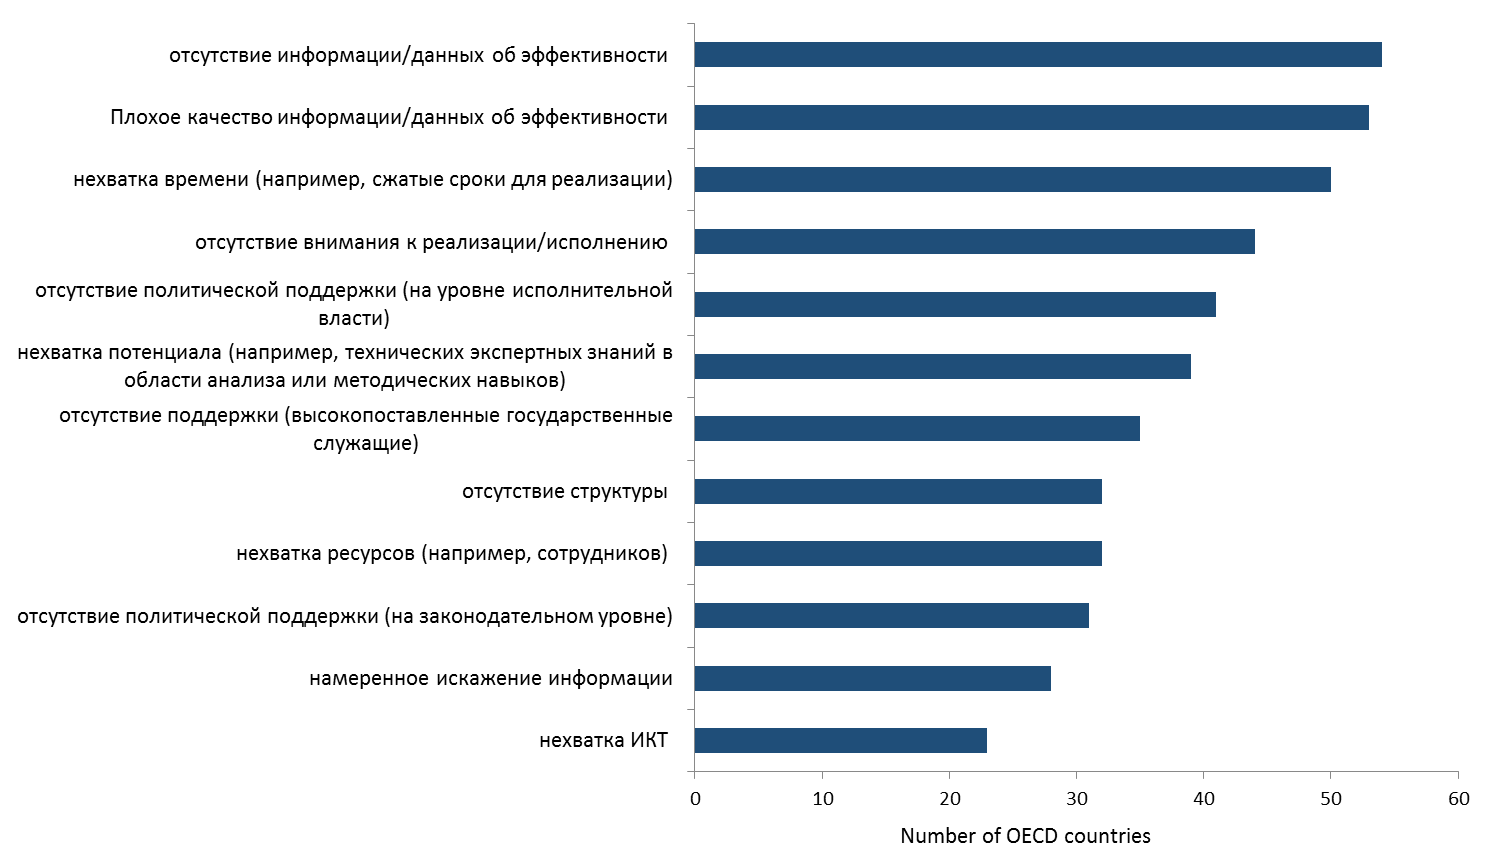 отсутствие информации/данных об эффективности
Плохое качество информации/данных об эффективности
нехватка времени (например, сжатые сроки для реализации)
отсутствие внимания к реализации/исполнению
отсутствие политической поддержки (на уровне исполнительной
власти)
нехватка потенциала (например, технических экспертных знаний в
области анализа или методических навыков)
отсутствие поддержки (высокопоставленные государственные
служащие)
отсутствие структуры
нехватка ресурсов (например, сотрудников)
отсутствие политической поддержки (на законодательном уровне)
намеренное искажение информации
нехватка ИКТ
0 10 20 30 40 50 60
Number of OECD countries